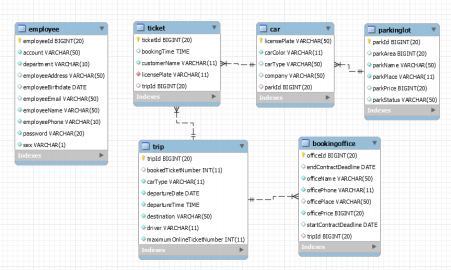 employee
employeeId BIGINT(20)
account VARCHAR(50)
department VARCHAR(10)
employeeAddress VARCHAR(50)
employeeBirthdate DATE
employeeEmail VARCHAR(50)
employeeName VARCHAR(50)
employeePhone VARCHAR(10)
password VARCHAR(20)
sex VARCHAR(1)
Indexes
ticket
ticketId BIGINT(20)
bookingTime TIME
customerName VARCHAR(11)
licensePlate VARCHAR(11)
tripId BIGINT(20)
Indexes
car
licensePlate VARCHAR(50)
carColor VARCHAR(11)
carType VARCHAR(50)
company VARCHAR(50)
parkId BIGINT(20)
Indexes
parkinglot
parkId BIGINT(20)
parkArea BIGINT(20)
parkName VARCHAR(50)
parkPlace VARCHAR(11)
parkPrice BIGINT(20)
parkStatus VARCHAR(50)
Indexes
trip
tripId BIGINT(20)
bookedTicketNumber INT(11)
carType VARCHAR(11)
departureDate DATE
departureTime TIME
destination VARCHAR(50)
driver VARCHAR(11)
maximumOnlineTicketNumber INT(11)
Indexes
bookingoffice
officeId BIGINT(20)
endContractDeadline DATE
officeName VARCHAR(50)
officePhone VARCHAR(11)
officePlace VARCHAR(50)
officePrice BIGINT(20)
startContractDeadline DATE
tripId BIGINT(20)
Indexes